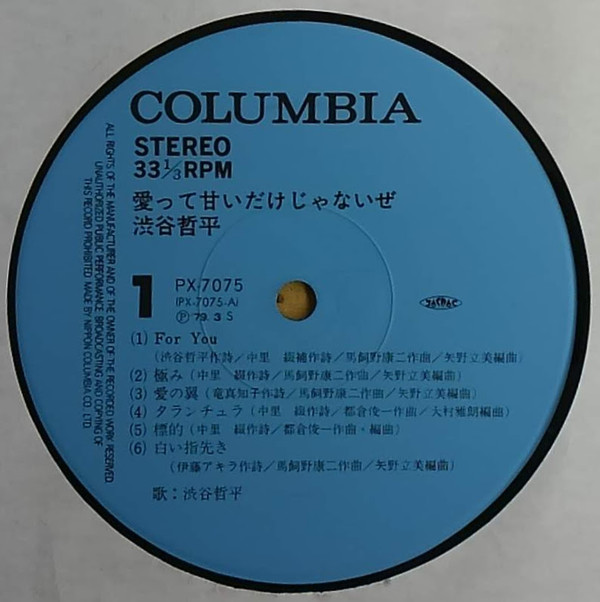 COLUMBIA
STEREO
33 1/3 RPM
愛って甘いだけじゃないぜ
渋谷哲平
1
PX-7075
(PX-7075-A)
Ⓟ 79.3 S
JASRAC
(1) For You
(渋谷哲平作詩/中里 綴補作詩/馬飼野康二作曲/矢野立美編曲)
(2) 極み(中里 綴作詩/馬飼野康二作曲/矢野立美編曲)
(3) 愛の翼(竜真知子作詩/馬飼野康二作曲/矢野立美編曲)
(4) タランチュラ(中里 綴作詩/都倉俊一作曲/大村雅朗編曲)
(5) 標的(中里 綴作詩/都倉俊一作曲・編曲)
(6) 白い指先き
(伊藤アキラ作詩/馬飼野康二作曲/矢野立美編曲)
歌:渋谷哲平
ALL RIGHTS OF THE MANUFACTURER AND OF THE OWNER OF THE RECORDED WORK RESERVED.
UNAUTHORIZED PUBLIC PERFORMANCE, BROADCASTING AND COPYING OF
THIS RECORD PROHIBITED. MADE BY NIPPON COLUMBIA CO., LTD.